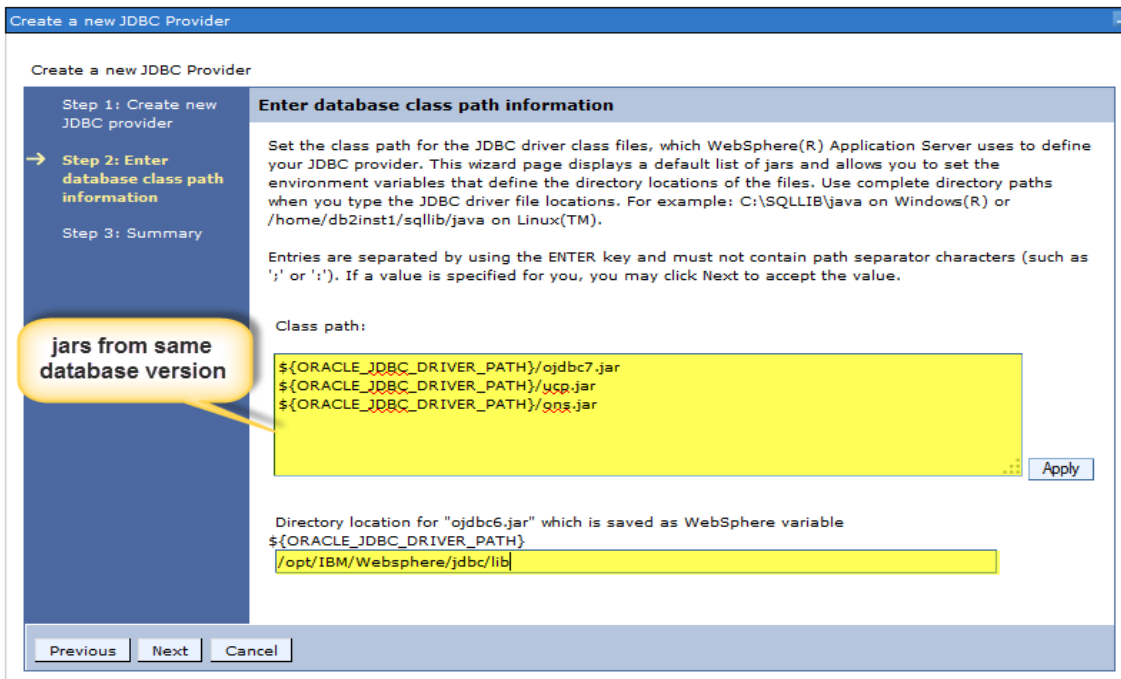 Create a new JDBC Provider
Create a new JDBC Provider
Step 1: Create new
JDBC provider
Step 2: Enter
database class path
information
Step 3: Summary
Enter database class path information
Set the class path for the JDBC driver class files, which WebSphere(R) Application Server uses to define
your JDBC provider. This wizard page displays a default list of jars and allows you to set the
environment variables that define the directory locations of the files. Use complete directory paths
when you type the JDBC driver file locations. For example: C:\SQLLIB\java on Windows(R) or
/home/db2inst1/sqllib/java on Linux(TM).
Entries are separated by using the ENTER key and must not contain path separator characters (such as
';' or ':'). If a value is specified for you, you may click Next to accept the value.
Class path:
jars from same
database version
${ORACLE_JDBC_DRIVER_PATH}/ojdbc7.jar
${ORACLE_JDBC_DRIVER_PATH}/ucp.jar
${ORACLE_JDBC_DRIVER_PATH}/ons.jar
Apply
Directory location for "ojdbc6.jar" which is saved as WebSphere variable
${ORACLE_JDBC_DRIVER_PATH}
/opt/IBM/Websphere/jdbc/lib
Previous Next Cancel